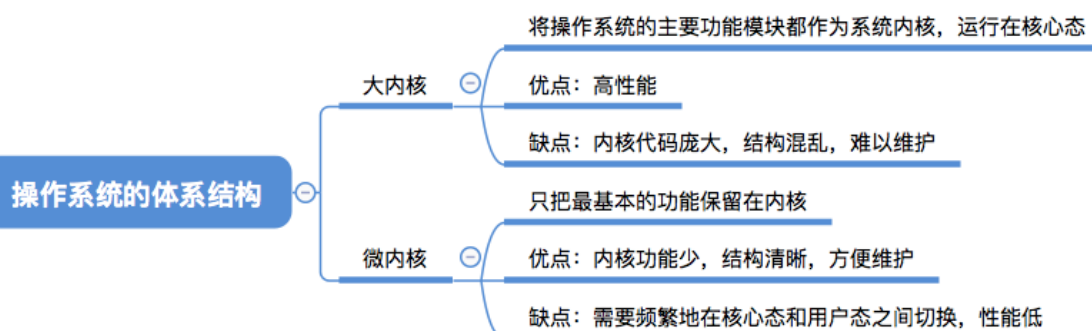 操作系统的体系结构
大内核
将操作系统的主要功能模块都作为系统内核，运行在核心态
优点：高性能
缺点：内核代码庞大，结构混乱，难以维护
微内核
只把最基本的功能保留在内核
优点：内核功能少，结构清晰，方便维护
缺点：需要频繁地在核心态和用户态之间切换，性能低